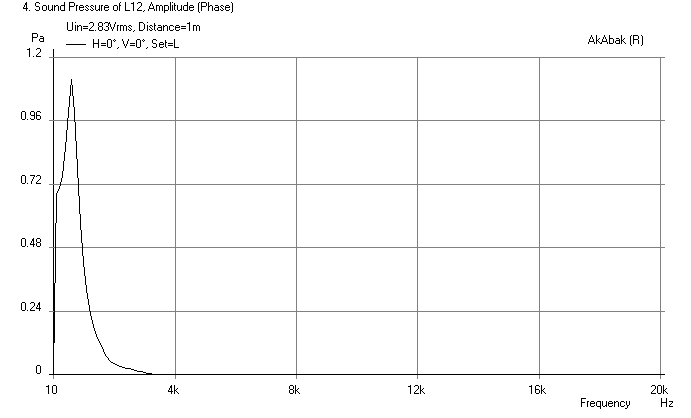 4. Sound Pressure of L12, Amplitude (Phase)
Uin=2.83Vrms, Distance=1m
Pa
H=0°, V=0°, Set=L
AkAbak (R)
1.2
0.96
0.72
0.48
0.24
0
10 4k 8k 12k 16k 20k
Frequency Hz